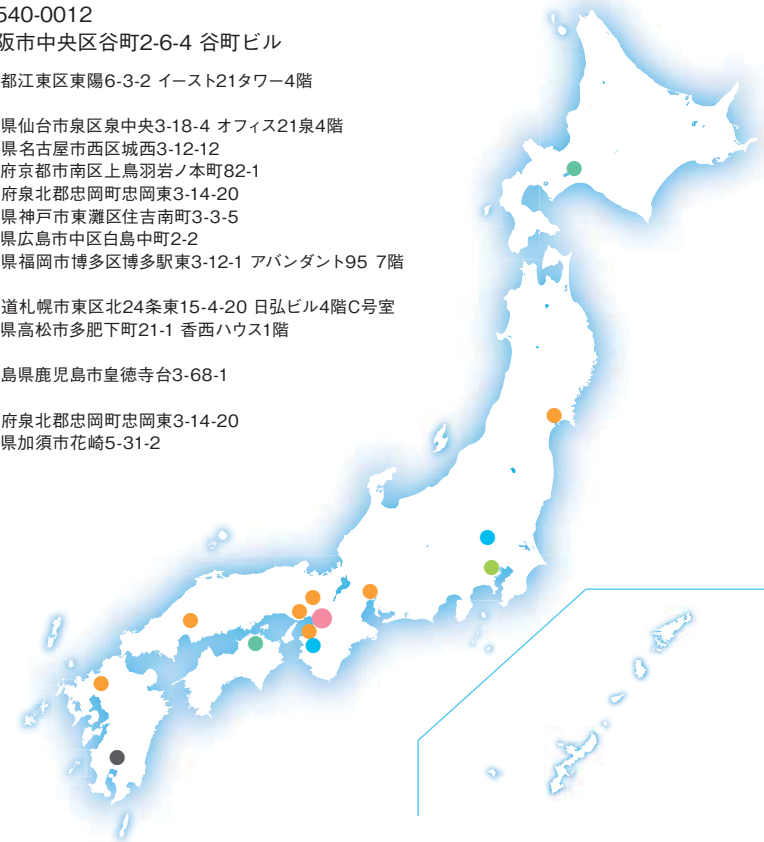 540-0012
阪市中央区谷町2-6-4 谷町ビル
都江東区東陽6-3-2 イースト21タワー4階
県仙台市泉区泉中央3-18-4 オフィス21泉4階
県名古屋市西区城西3-12-12
府京都市南区上鳥羽岩ノ本町82-1
府泉北郡忠岡町忠岡東3-14-20
県神戸市東灘区住吉南町3-3-5
県広島市中区白島中町2-2
県福岡市博多区博多駅東3-12-1 アバンダント95 7階
道札幌市東区北24条東15-4-20 日弘ビル4階C号室
県高松市多肥下町21-1 香西ハウス1階
島県鹿児島市皇徳寺台3-68-1
府泉北郡忠岡町忠岡東3-14-20
県加須市花崎5-31-2